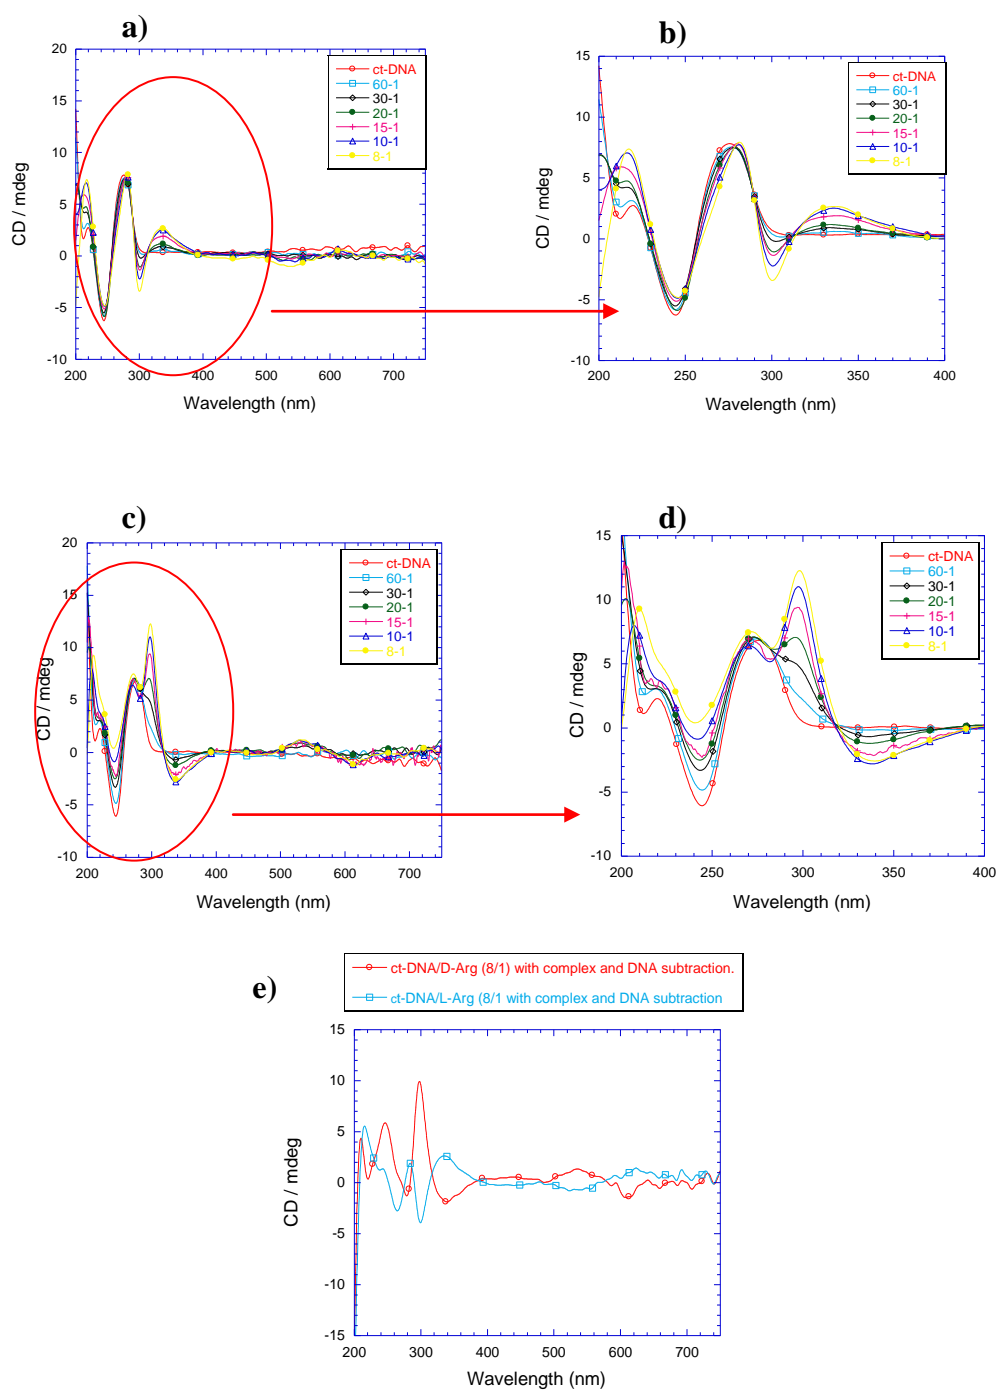 a)
20
15
10
5
0
-5
-10
200 300 400 500 600 700
CD / mdeg
Wavelength (nm)
ct-DNA
60-1
30-1
20-1
15-1
10-1
8-1
b)
15
10
5
0
-5
-10
200 250 300 350 400
CD / mdeg
Wavelength (nm)
ct-DNA
60-1
30-1
20-1
15-1
10-1
8-1
c)
20
15
10
5
0
-5
-10
200 300 400 500 600 700
CD / mdeg
Wavelength (nm)
ct-DNA
60-1
30-1
20-1
15-1
10-1
8-1
d)
15
10
5
0
-5
-10
200 250 300 350 400
CD / mdeg
Wavelength (nm)
ct-DNA
60-1
30-1
20-1
15-1
10-1
8-1
e)
ct-DNA/D-Arg (8/1) with complex and DNA subtraction.
ct-DNA/L-Arg (8/1 with complex and DNA subtraction
15
10
5
0
-5
-10
-15
200 300 400 500 600 700
CD / mdeg
Wavelength (nm)